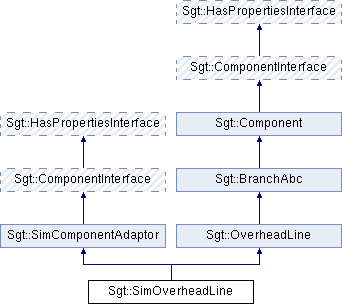 Sgt::HasPropertiesInterface
Sgt::ComponentInterface
Sgt::HasPropertiesInterface
Sgt::Component
Sgt::ComponentInterface
Sgt::BranchAbc
Sgt::SimComponentAdaptor
Sgt::OverheadLine
Sgt::SimOverheadLine